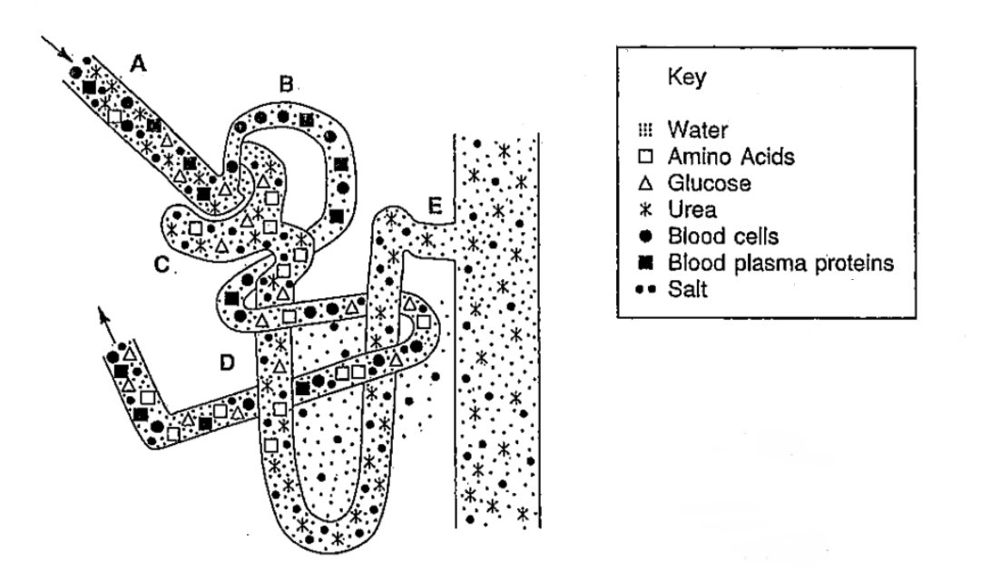 A
B
C
D
E
Key
Water
Amino Acids
Glucose
Urea
Blood cells
Blood plasma proteins
Salt